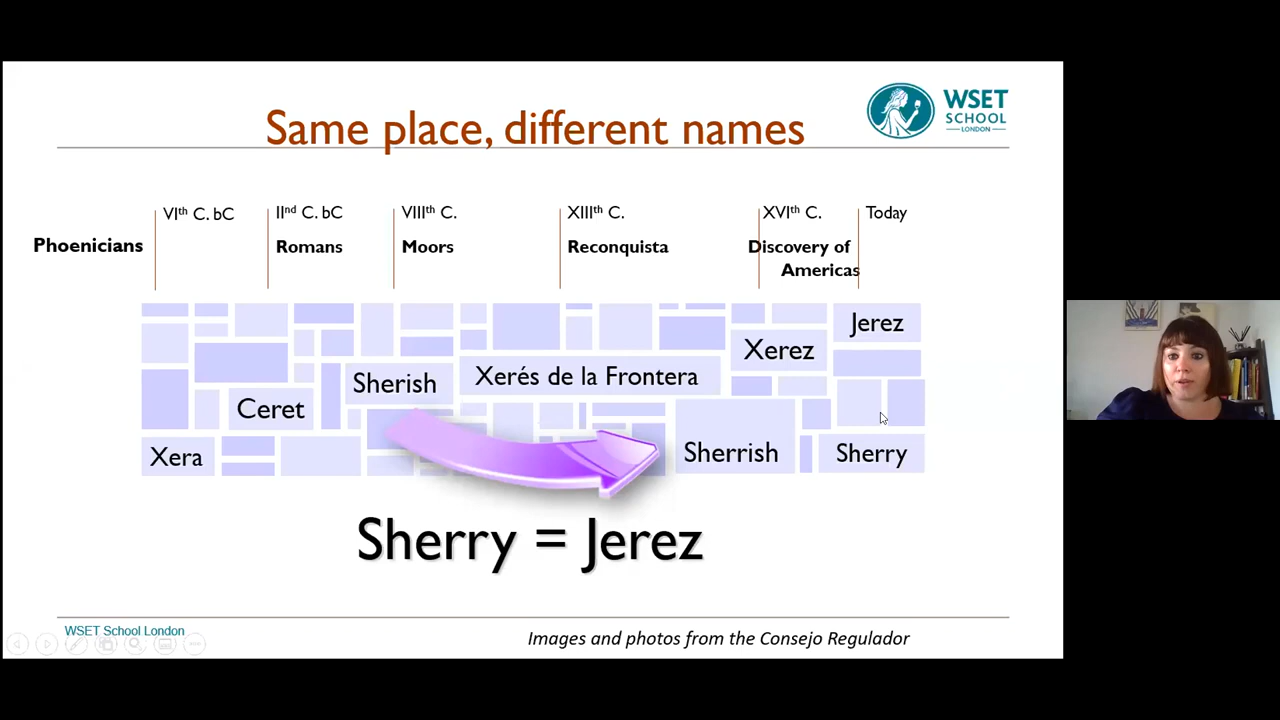 Same place, different names
WSET
SCHOOL
LONDON
VIth C. bC
IInd C. bC
VIIIth C.
XIIIth C.
XVIth C.
Today
Phoenicians
Romans
Moors
Reconquista
Discovery of
Americas
Jerez
Xerez
Xerés de la Frontera
Sherish
Ceret
Xera
Sherrish
Sherry
Sherry = Jerez
WSET School London
Images and photos from the Consejo Regulador